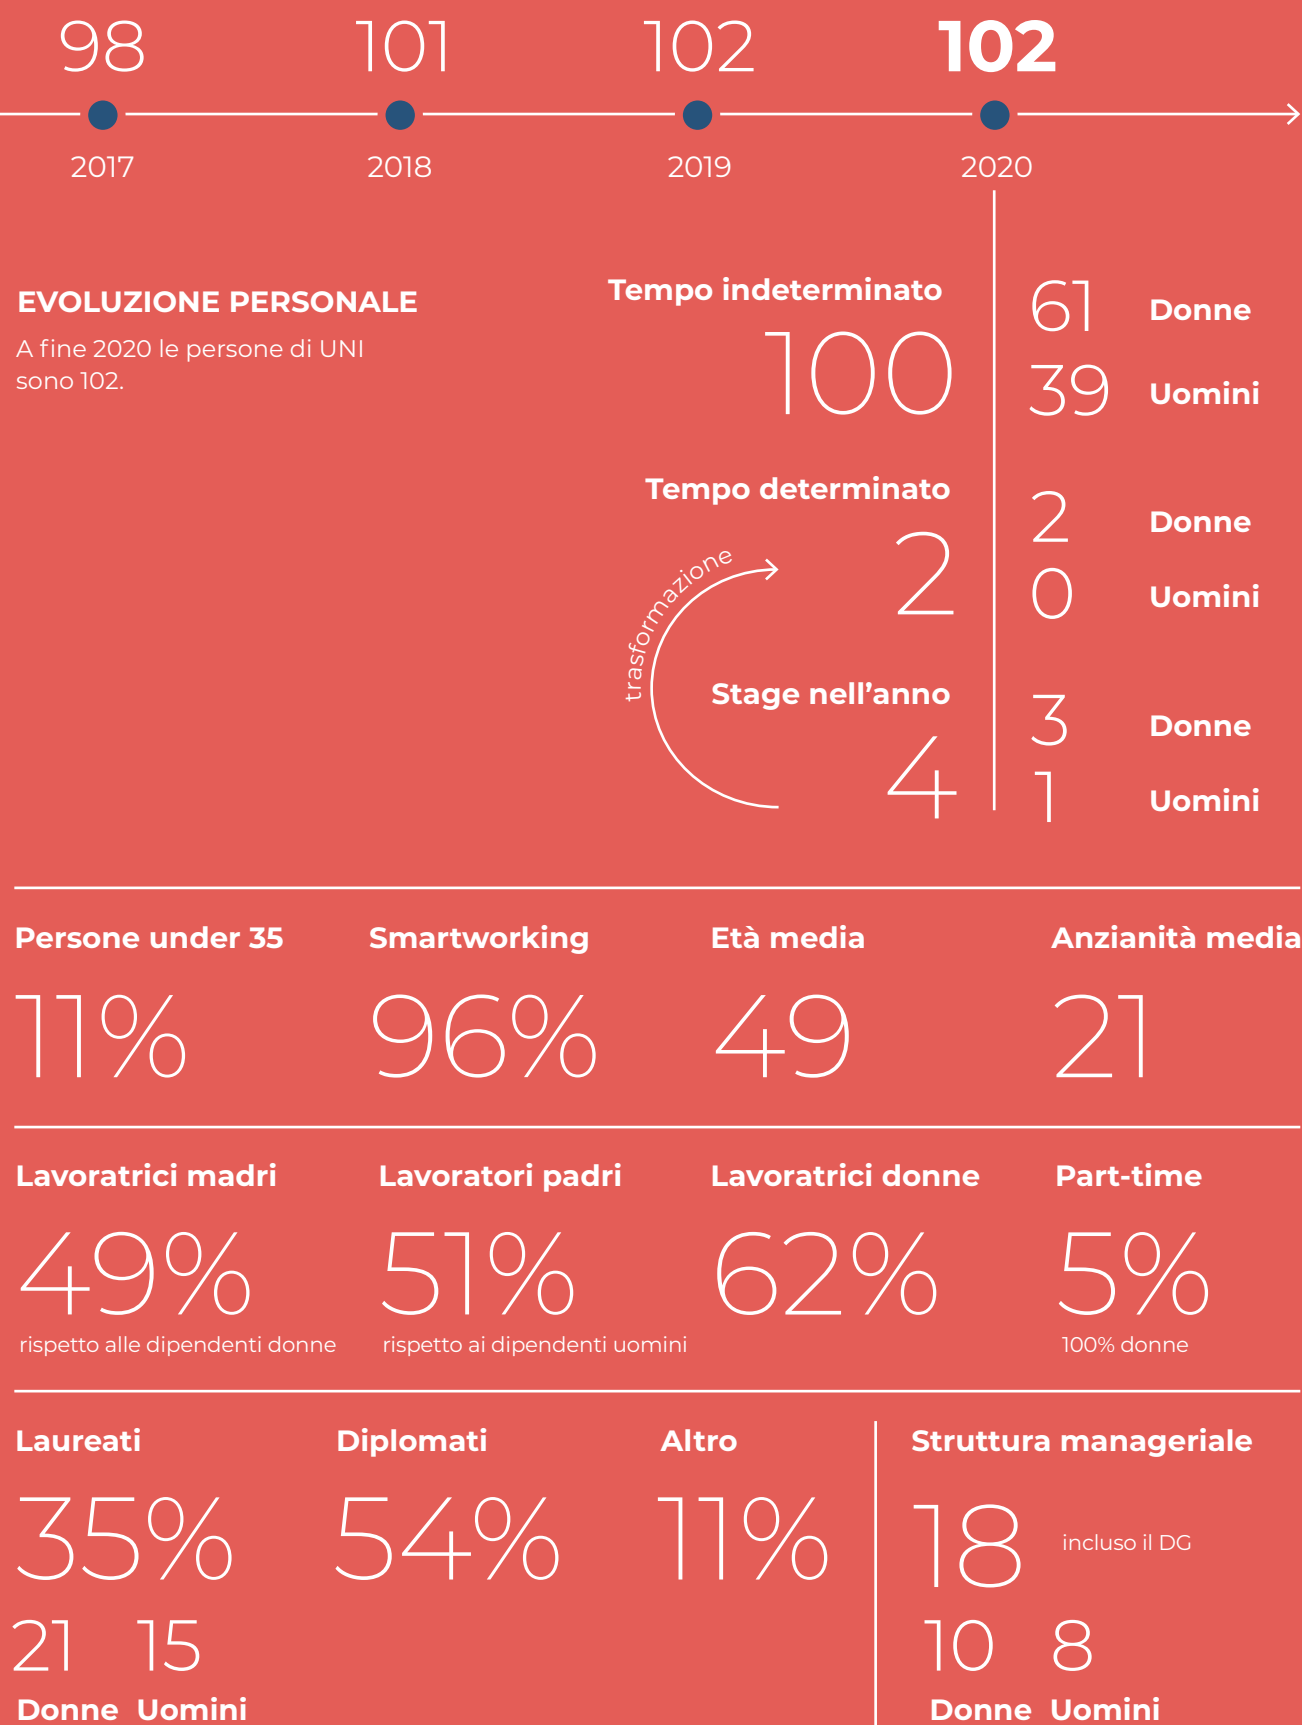 98 101 102 102
2017 2018 2019 2020
EVOLUZIONE PERSONALE
A fine 2020 le persone di UNI
sono 102.
Tempo indeterminato
100
61 Donne
39 Uomini
Tempo determinato
2
2 Donne
0 Uomini
trasformazione
Stage nell’anno
4
3 Donne
1 Uomini
Persone under 35 Smartworking Età media Anzianità media
11% 96% 49 21
Lavoratrici madri Lavoratori padri Lavoratrici donne Part-time
49% 51% 62% 5%
rispetto alle dipendenti donne rispetto ai dipendenti uomini 100% donne
Laureati Diplomati Altro Struttura manageriale
35% 54% 11% 18 incluso il DG
21 15 10 8
Donne Uomini Donne Uomini